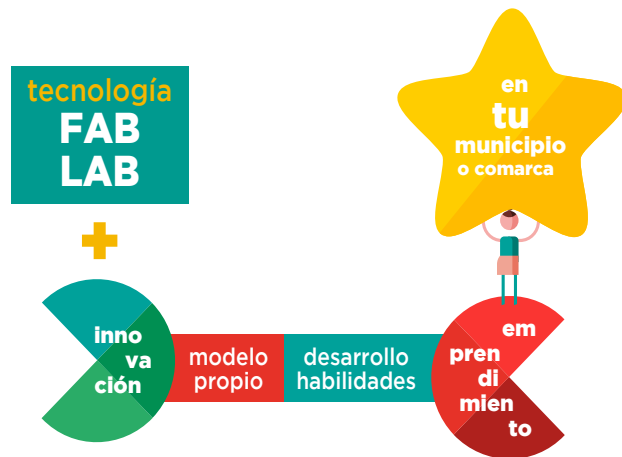 tecnología
FAB
LAB
en
tu
municipio
o comarca
inno
va
ción
modelo
propio
desarrollo
habilidades
em
pren
di
mien
to